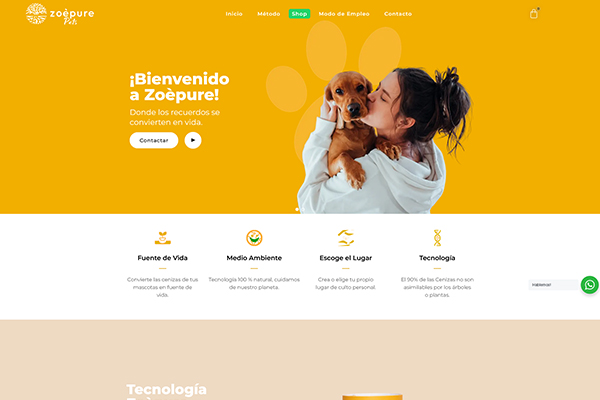 zoèpure
Pets
Inicio Método Shop Modo de Empleo Contacto
¡Bienvenido
a Zoèpure!
Donde los recuerdos se
convierten en vida.
Contactar
Fuente de Vida
Convierte las cenizas de tus
mascotas en fuente de
vida.
Medio Ambiente
Tecnología 100 % natural, cuidamos
de nuestro planeta.
Escoge el Lugar
Crea o elige tu propio
lugar de culto personal.
Tecnología
El 90% de las Cenizas no son
asimilables por los árboles
o plantas.
Tecnología